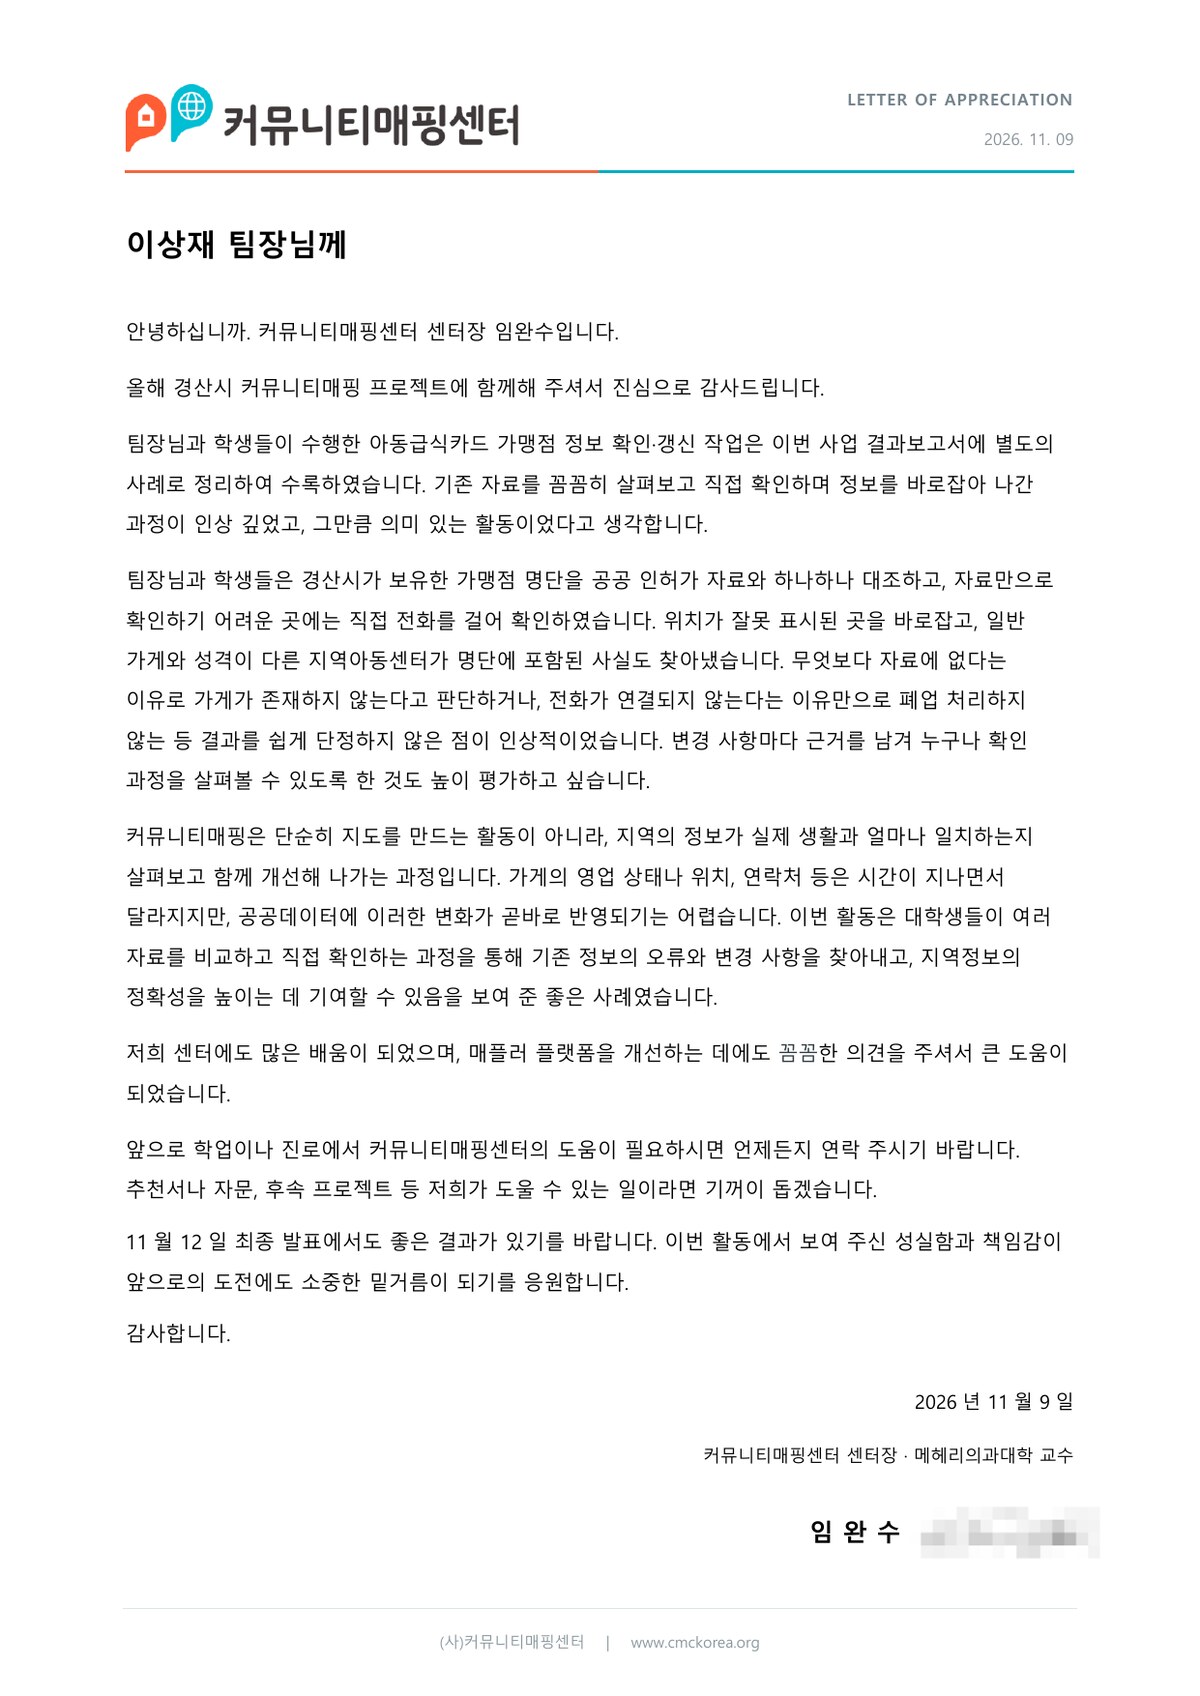 커뮤니티매핑센터
LETTER OF APPRECIATION
2026. 11. 09
이상재 팀장님께
안녕하십니까. 커뮤니티매핑센터 센터장 임완수입니다.
올해 경산시 커뮤니티매핑 프로젝트에 함께해 주셔서 진심으로 감사드립니다.
팀장님과 학생들이 수행한 아동급식카드 가맹점 정보 확인·갱신 작업은 이번 사업 결과보고서에 별도의
사례로 정리하여 수록하였습니다. 기존 자료를 꼼꼼히 살펴보고 직접 확인하며 정보를 바로잡아 나간
과정이 인상 깊었고, 그만큼 의미 있는 활동이었다고 생각합니다.
팀장님과 학생들은 경산시가 보유한 가맹점 명단을 공공 인허가 자료와 하나하나 대조하고, 자료만으로
확인하기 어려운 곳에는 직접 전화를 걸어 확인하였습니다. 위치가 잘못 표시된 곳을 바로잡고, 일반
가게와 성격이 다른 지역아동센터가 명단에 포함된 사실도 찾아냈습니다. 무엇보다 자료에 없다는
이유로 가게가 존재하지 않는다고 판단하거나, 전화가 연결되지 않는다는 이유만으로 폐업 처리하지
않는 등 결과를 쉽게 단정하지 않은 점이 인상적이었습니다. 변경 사항마다 근거를 남겨 누구나 확인
과정을 살펴볼 수 있도록 한 것도 높이 평가하고 싶습니다.
커뮤니티매핑은 단순히 지도를 만드는 활동이 아니라, 지역의 정보가 실제 생활과 얼마나 일치하는지
살펴보고 함께 개선해 나가는 과정입니다. 가게의 영업 상태나 위치, 연락처 등은 시간이 지나면서
달라지지만, 공공데이터에 이러한 변화가 곧바로 반영되기는 어렵습니다. 이번 활동은 대학생들이 여러
자료를 비교하고 직접 확인하는 과정을 통해 기존 정보의 오류와 변경 사항을 찾아내고, 지역정보의
정확성을 높이는 데 기여할 수 있음을 보여 준 좋은 사례였습니다.
저희 센터에도 많은 배움이 되었으며, 매플러 플랫폼을 개선하는 데에도 꼼꼼한 의견을 주셔서 큰 도움이
되었습니다.
앞으로 학업이나 진로에서 커뮤니티매핑센터의 도움이 필요하시면 언제든지 연락 주시기 바랍니다.
추천서나 자문, 후속 프로젝트 등 저희가 도울 수 있는 일이라면 기꺼이 돕겠습니다.
11 월 12 일 최종 발표에서도 좋은 결과가 있기를 바랍니다. 이번 활동에서 보여 주신 성실함과 책임감이
앞으로의 도전에도 소중한 밑거름이 되기를 응원합니다.
감사합니다.
2026 년 11 월 9 일
커뮤니티매핑센터 센터장 · 메헤리의과대학 교수
임 완 수
(사)커뮤니티매핑센터 | www.cmckorea.org